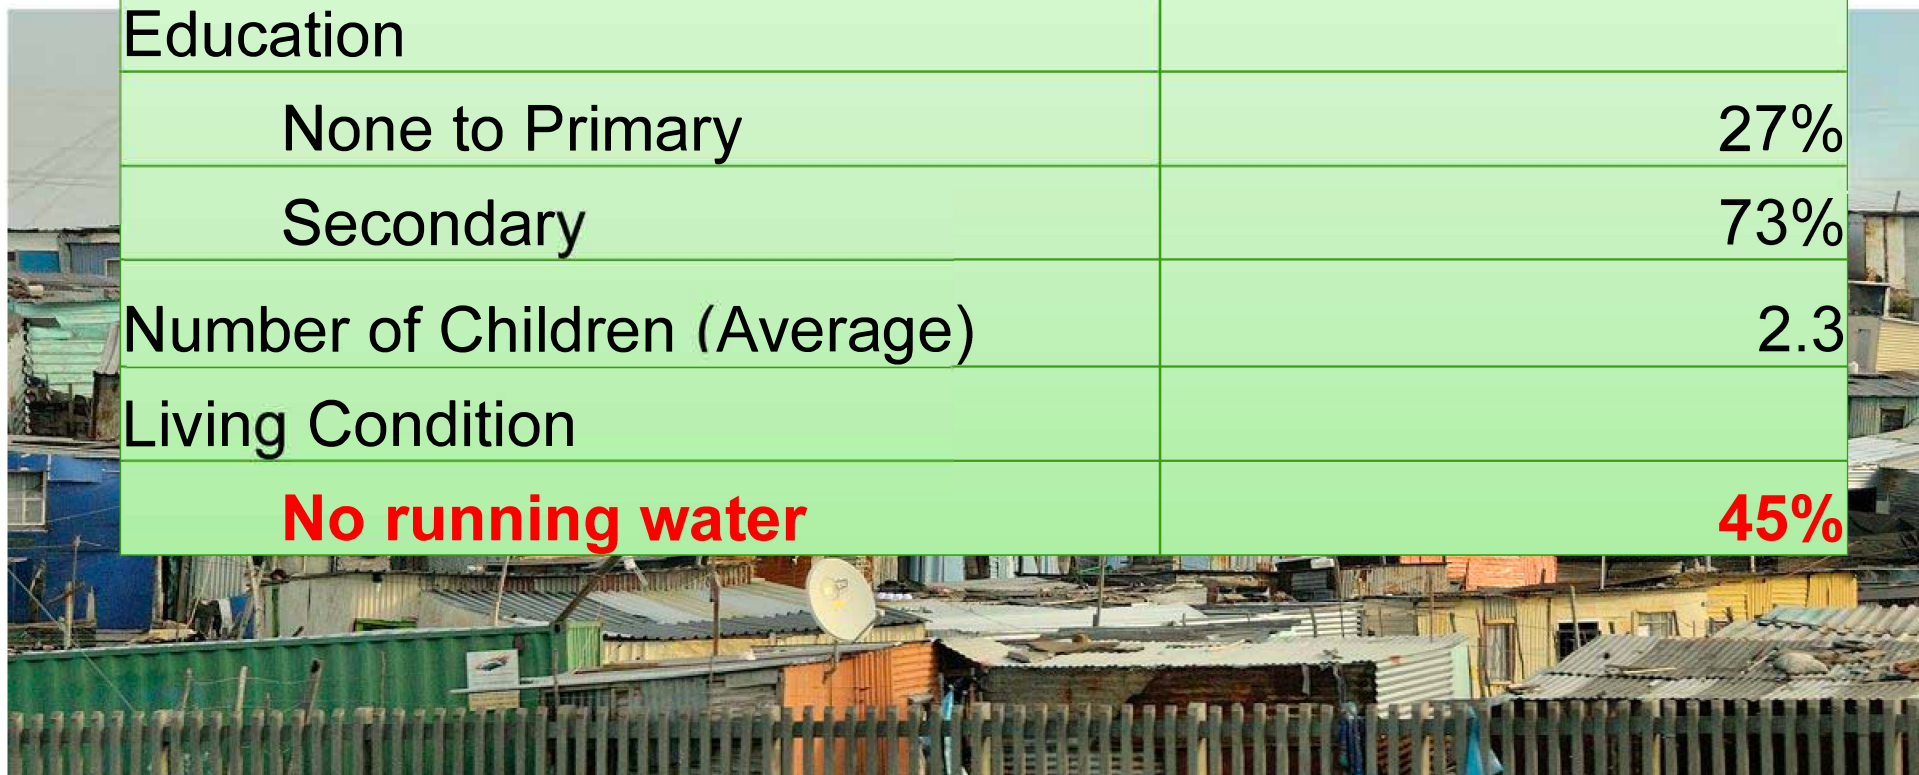 Education
None to Primary 27%
Secondary 73%
Number of Children (Average) 2.3
Living Condition
No running water 45%